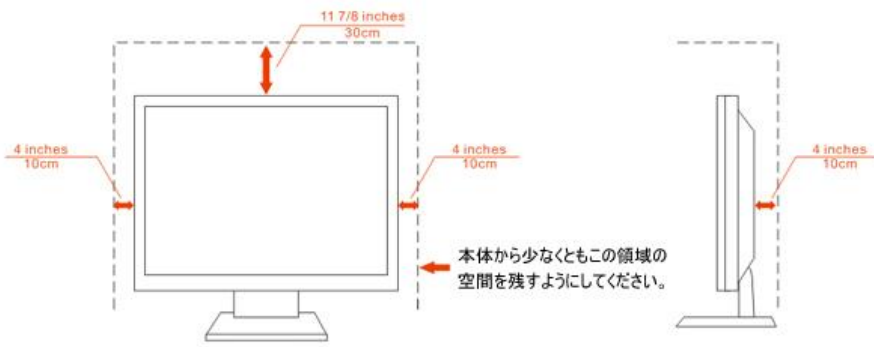 11 7/8 inches
30cm
4 inches
10cm
4 inches
10cm
4 inches
10cm
本体から少なくともこの領域の
空間を残すようにしてください。